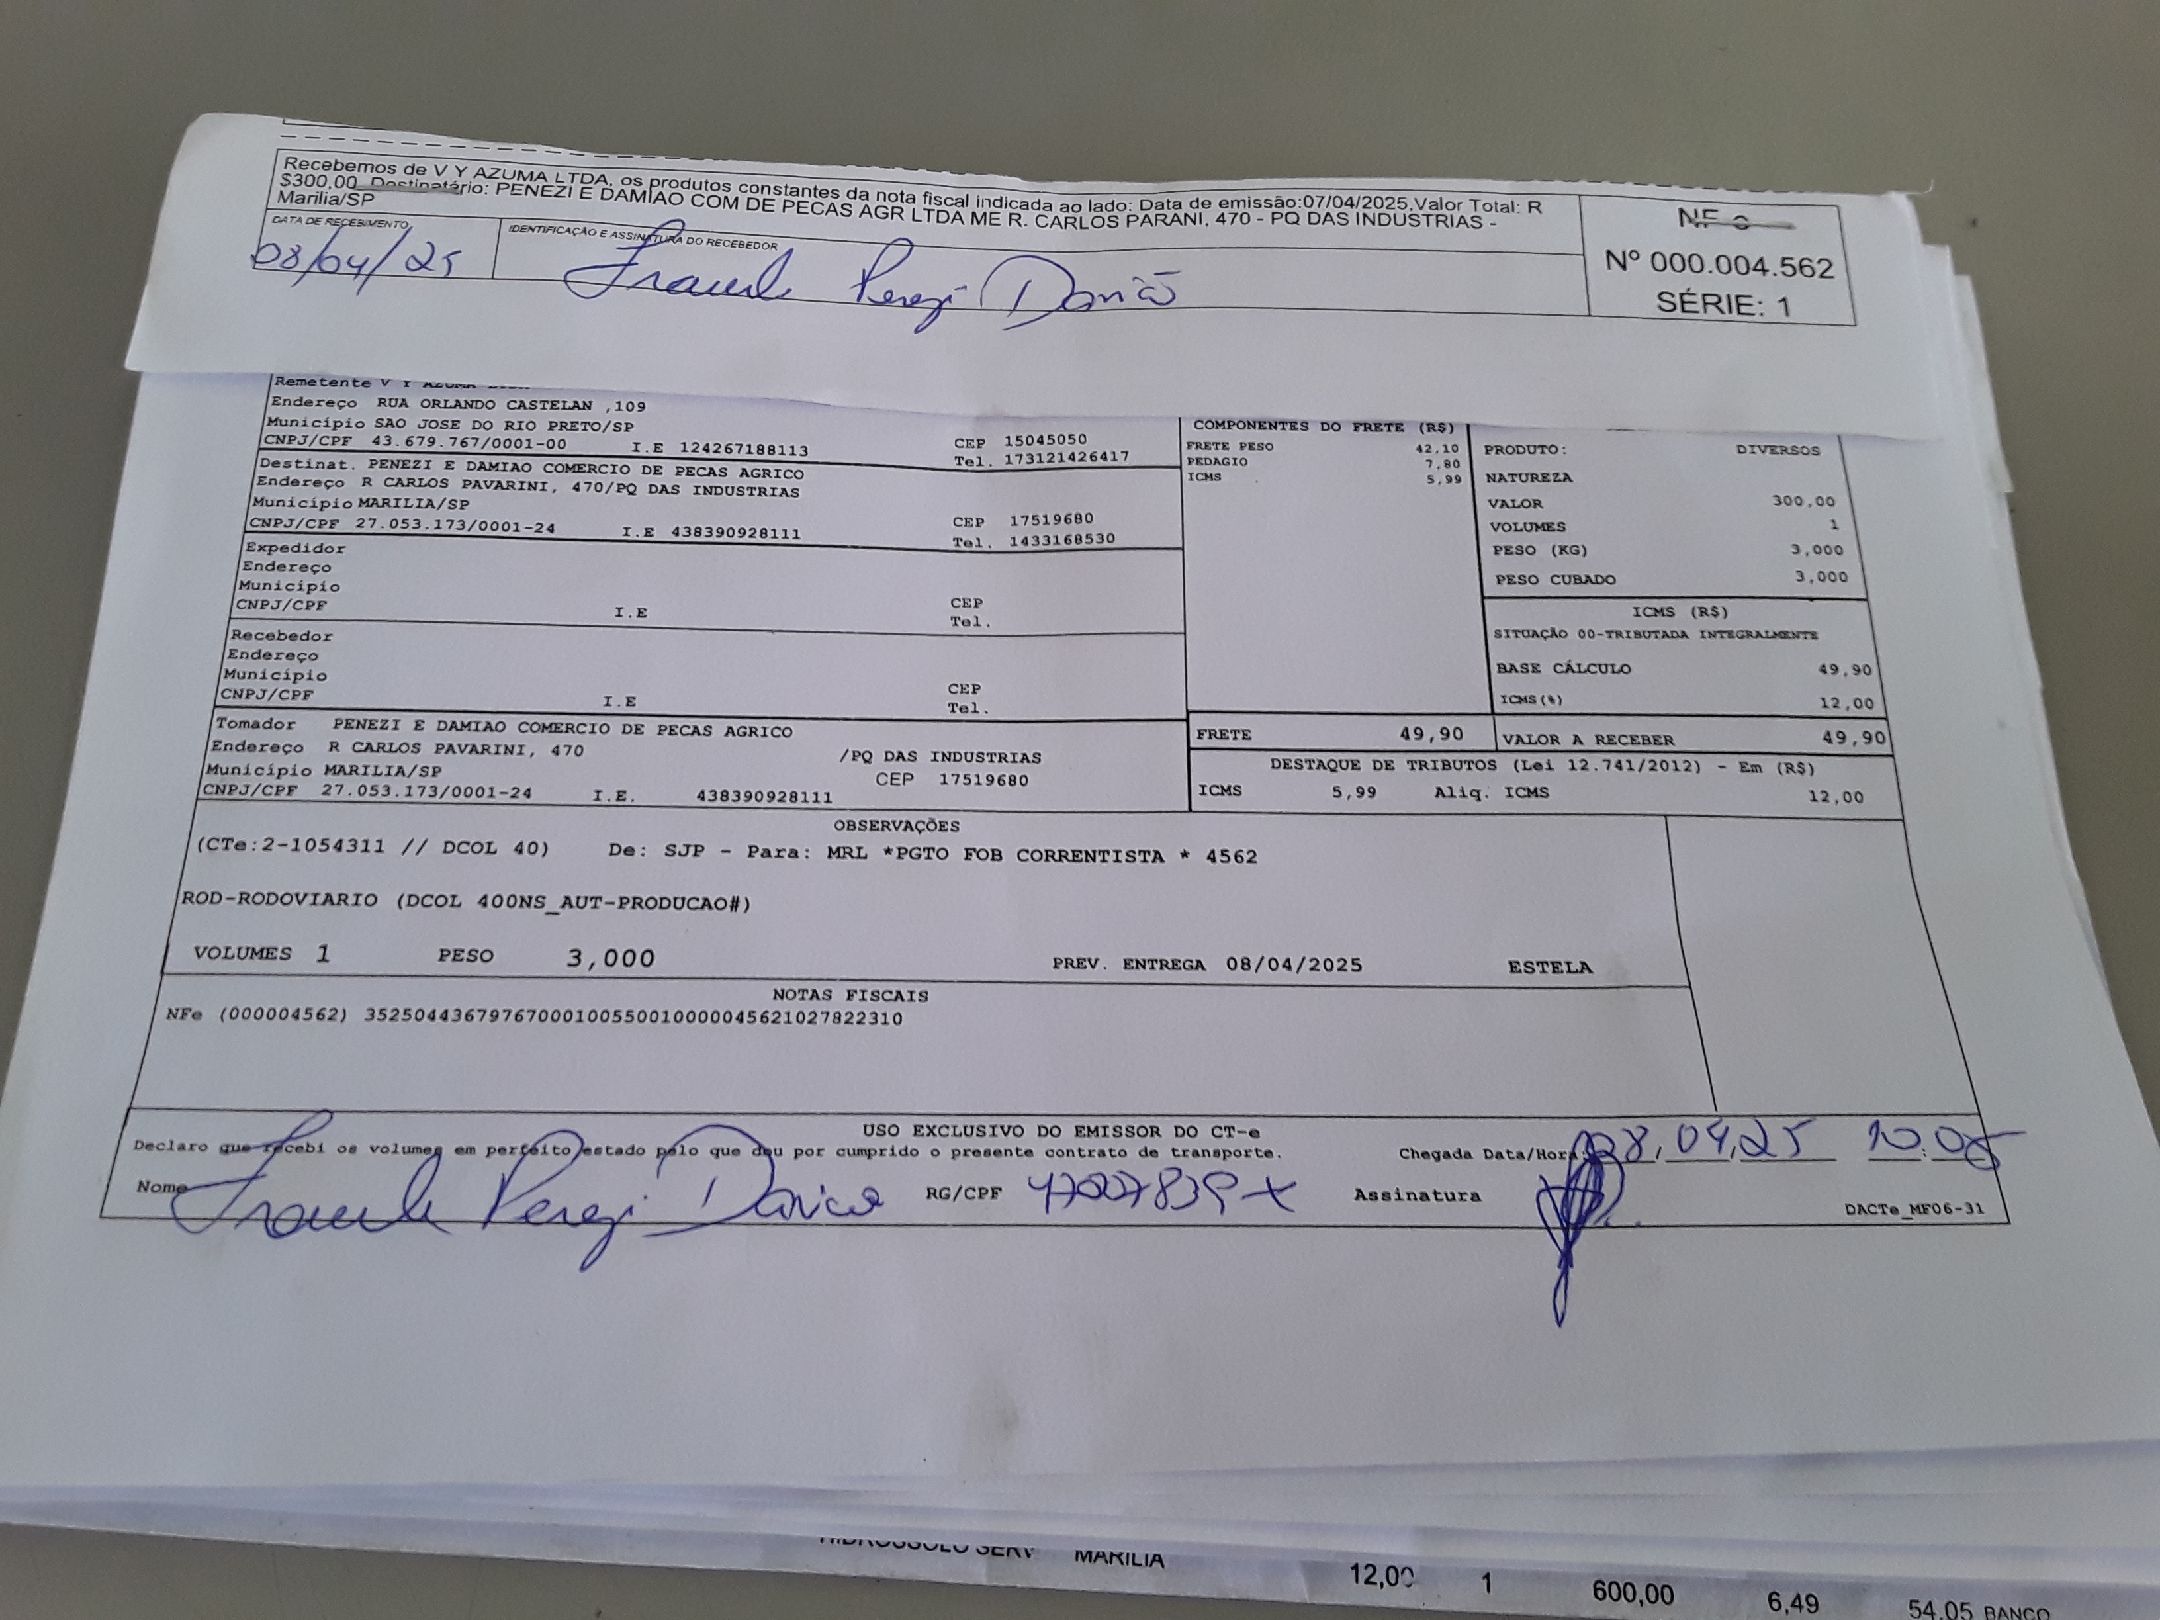 Recebemos de V Y AZUMA LTDA, os produtos constantes da nota fiscal indicada ao lado: Data de emissão:07/04/2025,Valor Total: R
$300,00 Destinatário: PENEZI E DAMIAO COM DE PECAS AGR LTDA ME R. CARLOS PARANI, 470 - PQ DAS INDUSTRIAS -
Marilia/SP
DATA DE RECEBIMENTO
IDENTIFICAÇÃO E ASSINATURA DO RECEBEDOR
08/04/25
Nº 000.004.562
SÉRIE: 1
Remetente V Y AZUMA
Endereço RUA ORLANDO CASTELAN ,109
Município SAO JOSE DO RIO PRETO/SP
CNPJ/CPF 43.679.767/0001-00 I.E 124267188113 CEP 15045050
Tel. 173121426417
Destinat. PENEZI E DAMIAO COMERCIO DE PECAS AGRICO
Endereço R CARLOS PAVARINI, 470/PQ DAS INDUSTRIAS
Município MARILIA/SP CEP 17519680
CNPJ/CPF 27.053.173/0001-24 I.E 438390928111 Tel. 1433168530
Expedidor
Endereço
Município
CNPJ/CPF I.E CEP
Tel.
Recebedor
Endereço
Município
CNPJ/CPF I.E CEP
Tel.
Tomador PENEZI E DAMIAO COMERCIO DE PECAS AGRICO
Endereço R CARLOS PAVARINI, 470 /PQ DAS INDUSTRIAS
Município MARILIA/SP CEP 17519680
CNPJ/CPF 27.053.173/0001-24 I.E. 438390928111
COMPONENTES DO FRETE (R$)
FRETE PESO 42,10
PEDAGIO 7,80
ICMS 5,99
PRODUTO: DIVERSOS
NATUREZA
VALOR 300,00
VOLUMES 1
PESO (KG) 3,000
PESO CUBADO 3,000
ICMS (R$)
SITUAÇÃO 00-TRIBUTADA INTEGRALMENTE
BASE CÁLCULO 49,90
ICMS(%) 12,00
FRETE 49,90 VALOR A RECEBER 49,90
DESTAQUE DE TRIBUTOS (Lei 12.741/2012) - Em (R$)
ICMS 5,99 Aliq. ICMS 12,00
OBSERVAÇÕES
(CTe:2-1054311 // DCOL 40) De: SJP - Para: MRL *PGTO FOB CORRENTISTA * 4562
ROD-RODOVIARIO (DCOL 400NS_AUT-PRODUCAO#)
VOLUMES 1 PESO 3,000 PREV. ENTREGA 08/04/2025 ESTELA
NOTAS FISCAIS
NFe (000004562) 35250443679767000100550010000045621027822310
USO EXCLUSIVO DO EMISSOR DO CT-e
Declaro que recebi os volumes em perfeito estado pelo que dou por cumprido o presente contrato de transporte. Chegada Data/Hora: 08,04,25 10:05
Nome RG/CPF Assinatura
DACTe_MF06-31
MARILIA 12,00 1 600,00 6,49 54,05 BANCO